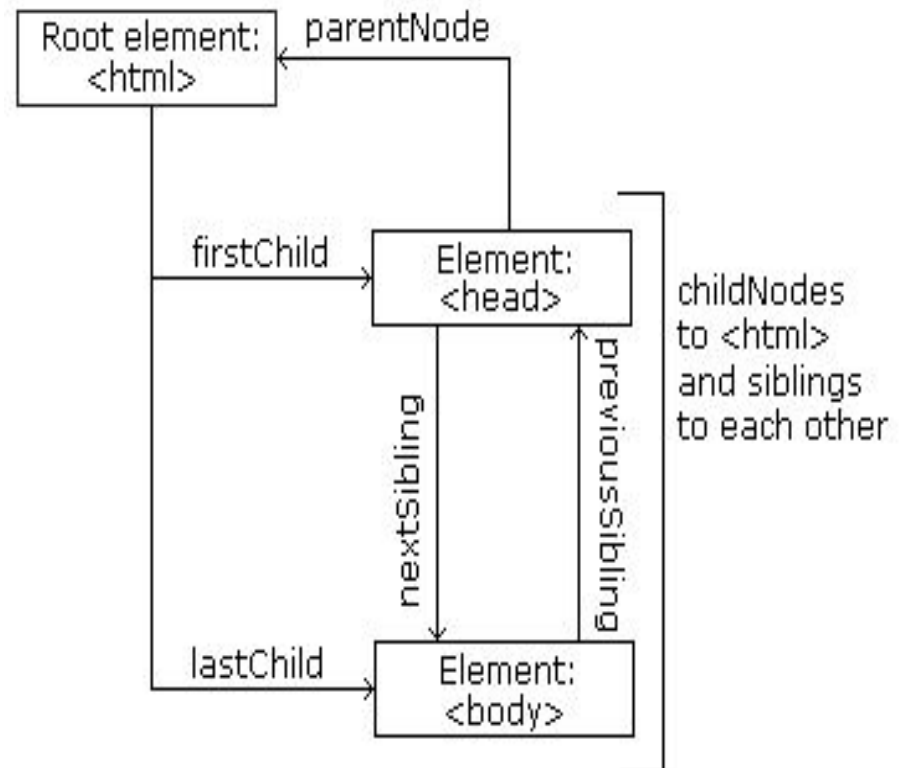 Root element:
<html>
parentNode
firstChild
Element:
<head>
childNodes
to <html>
and siblings
to each other
nextSibling
previousSibling
lastChild
Element:
<body>